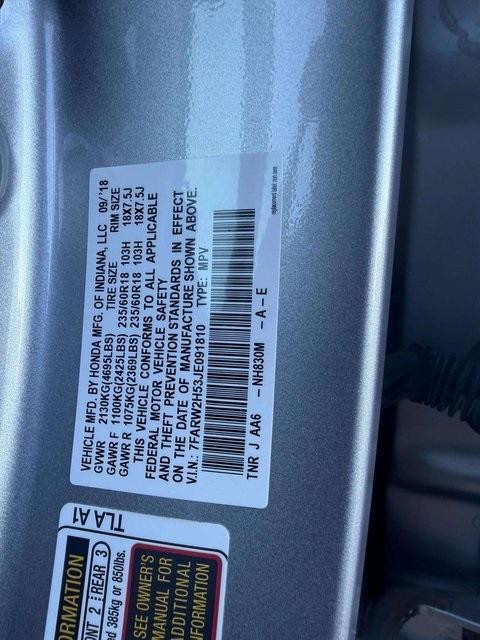 VEHICLE MFD. BY HONDA MFG. OF INDIANA, LLC 09/'18
GVWR 2130KG(4695LBS) TIRE SIZE RIM SIZE
GAWR F 1100KG(2425LBS) 235/60R18 103H 18X7.5J
GAWR R 1075KG(2369LBS) 235/60R18 103H 18X7.5J
THIS VEHICLE CONFORMS TO ALL APPLICABLE
FEDERAL MOTOR VEHICLE SAFETY
AND THEFT PREVENTION STANDARDS IN EFFECT
ON THE DATE OF MANUFACTURE SHOWN ABOVE.
V.I.N.: 7FARW2H53JE091810 TYPE: MPV
TNR J AA6 -NH830M -A-E
TLA A1
ORMATION
ONT 2 REAR 3
385kg or 850lbs.
SEE OWNER'S
MANUAL FOR
ADDITIONAL
INFORMATION